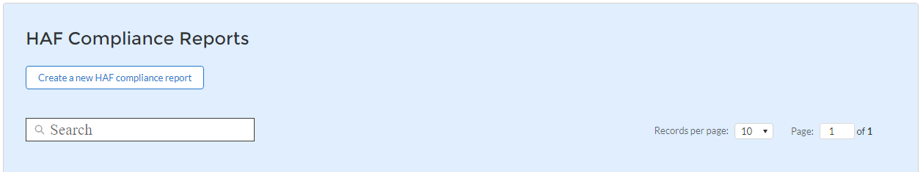 HAF Compliance Reports
Create a new HAF compliance report
Search
Records per page: 10 Page: 1 of 1